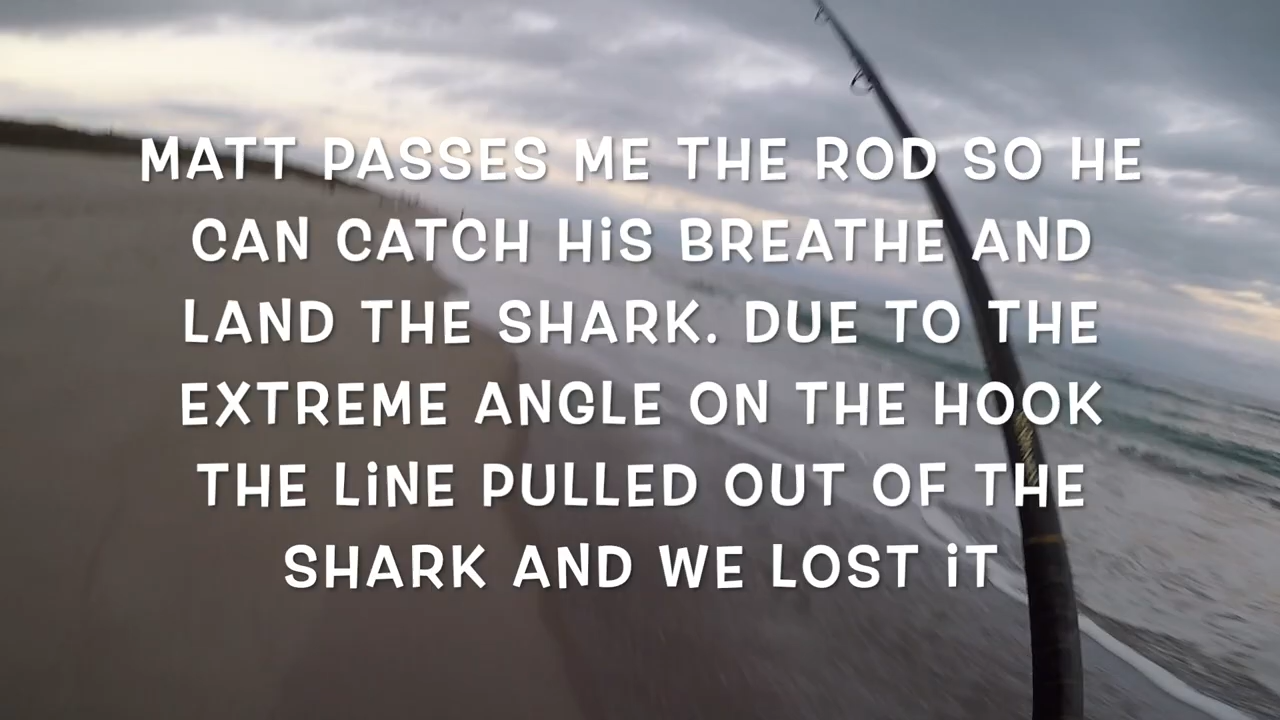 MATT PASSES ME THE ROD SO HE
CAN CATCH HiS BREATHE AND
LAND THE SHARK. DUE TO THE
EXTREME ANGLE ON THE HOOK
THE LiNE PULLED OUT OF THE
SHARK AND WE LOST iT